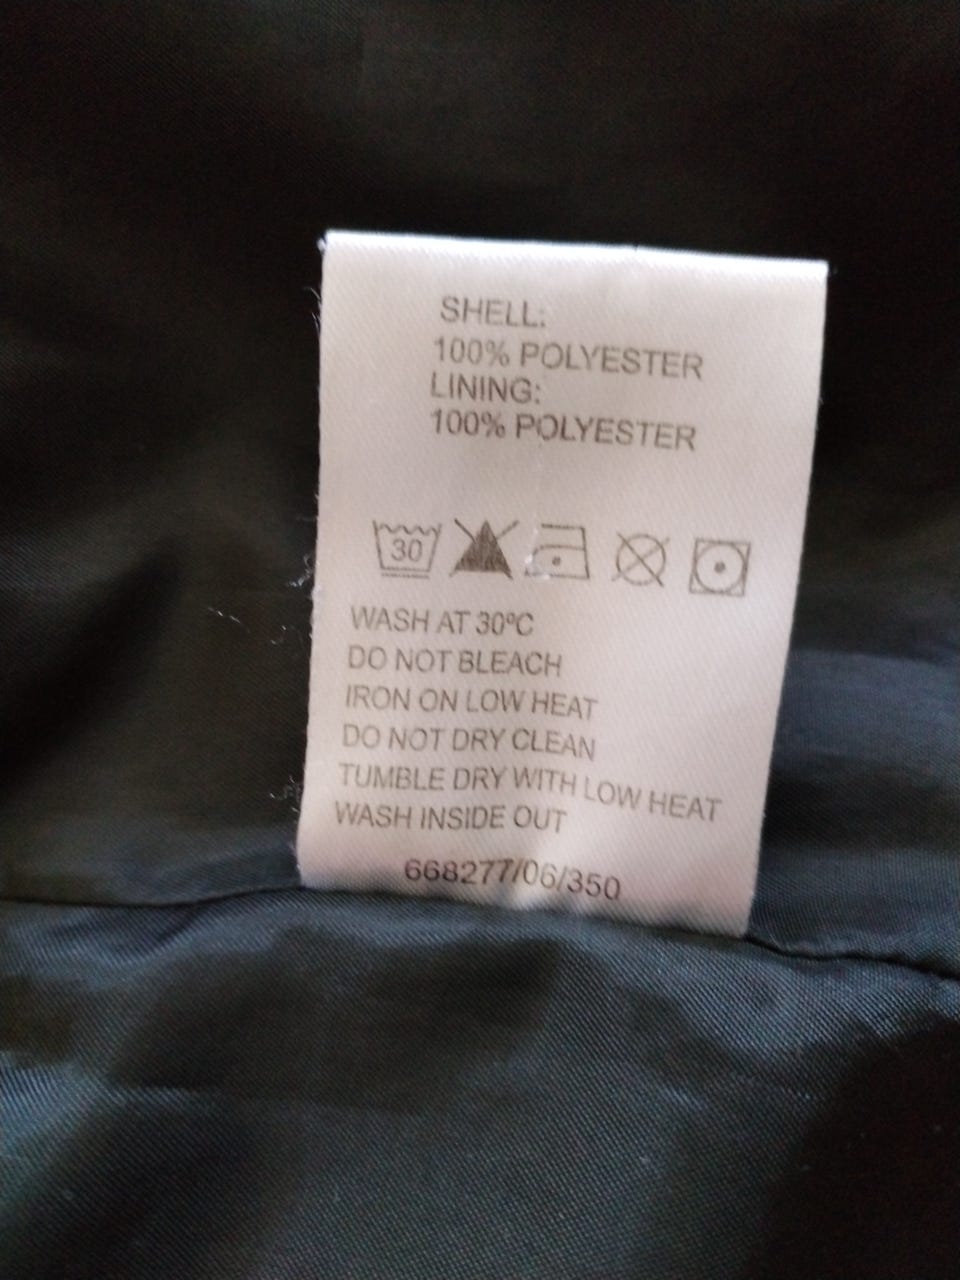 SHELL:
100% POLYESTER
LINING:
100% POLYESTER
30
WASH AT 30ºC
DO NOT BLEACH
IRON ON LOW HEAT
DO NOT DRY CLEAN
TUMBLE DRY WITH LOW HEAT
WASH INSIDE OUT
668277/06/350